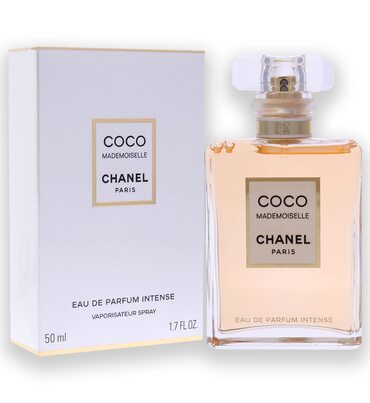 COCO
MADEMOISELLE
CHANEL
PARIS
EAU DE PARFUM INTENSE
VAPORISATEUR SPRAY
50 ml 1.7 FL.OZ.
COCO
MADEMOISELLE
CHANEL
PARIS
EAU DE PARFUM INTENSE